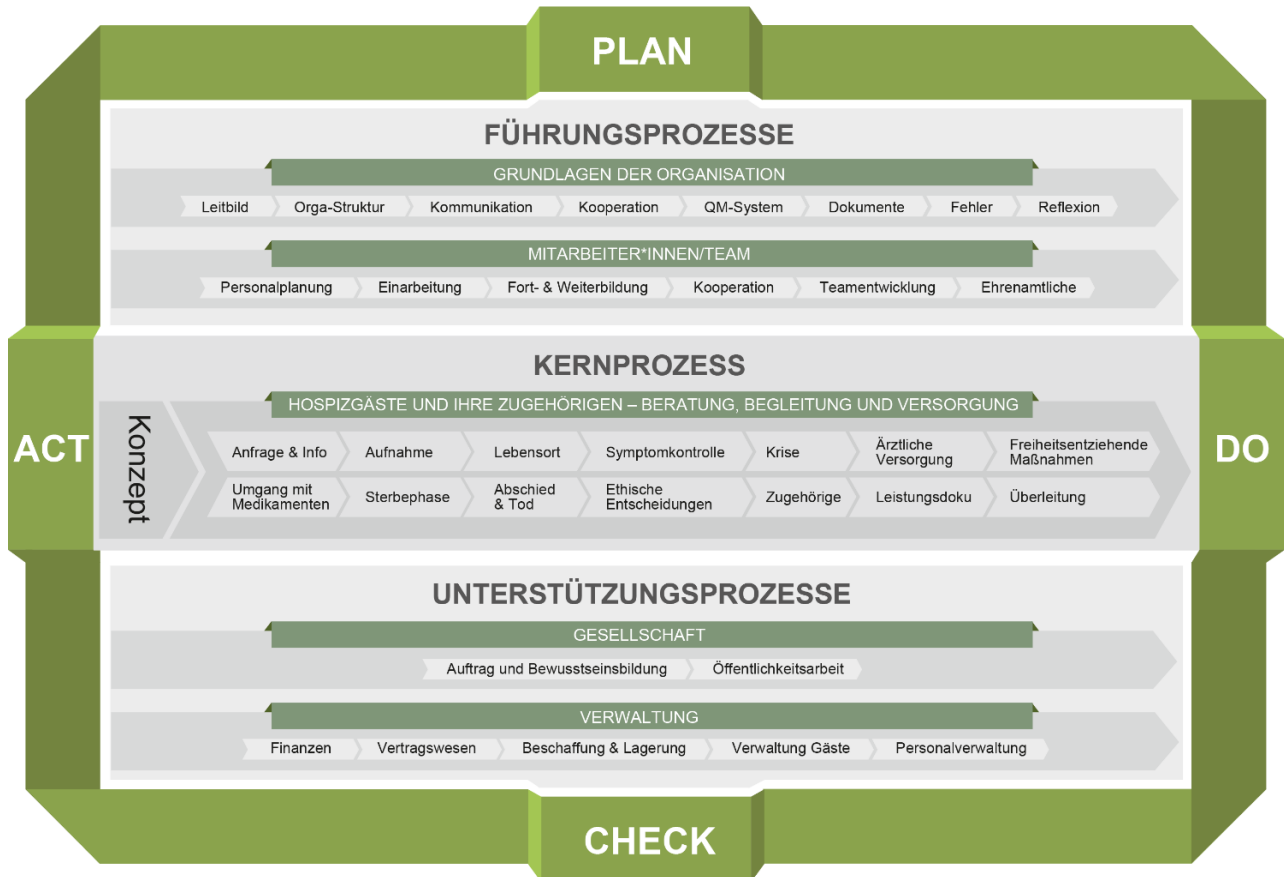 PLAN
FÜHRUNGSPROZESSE
GRUNDLAGEN DER ORGANISATION
Leitbild Orga-Struktur Kommunikation Kooperation QM-System Dokumente Fehler Reflexion
MITARBEITER*INNEN/TEAM
Personalplanung Einarbeitung Fort- & Weiterbildung Kooperation Teamentwicklung Ehrenamtliche
ACT
KERNPROZESS
Konzept
HOSPIZGÄSTE UND IHRE ZUGEHÖRIGEN – BERATUNG, BEGLEITUNG UND VERSORGUNG
Anfrage & Info
Aufnahme
Lebensort
Symptomkontrolle
Krise
Ärztliche
Versorgung
Freiheitsentziehende
Maßnahmen
Umgang mit
Medikamenten
Sterbephase
Abschied
& Tod
Ethische
Entscheidungen
Zugehörige
Leistungsdoku
Überleitung
DO
UNTERSTÜTZUNGSPROZESSE
GESELLSCHAFT
Auftrag und Bewusstseinsbildung Öffentlichkeitsarbeit
VERWALTUNG
Finanzen Vertragswesen Beschaffung & Lagerung Verwaltung Gäste Personalverwaltung
CHECK